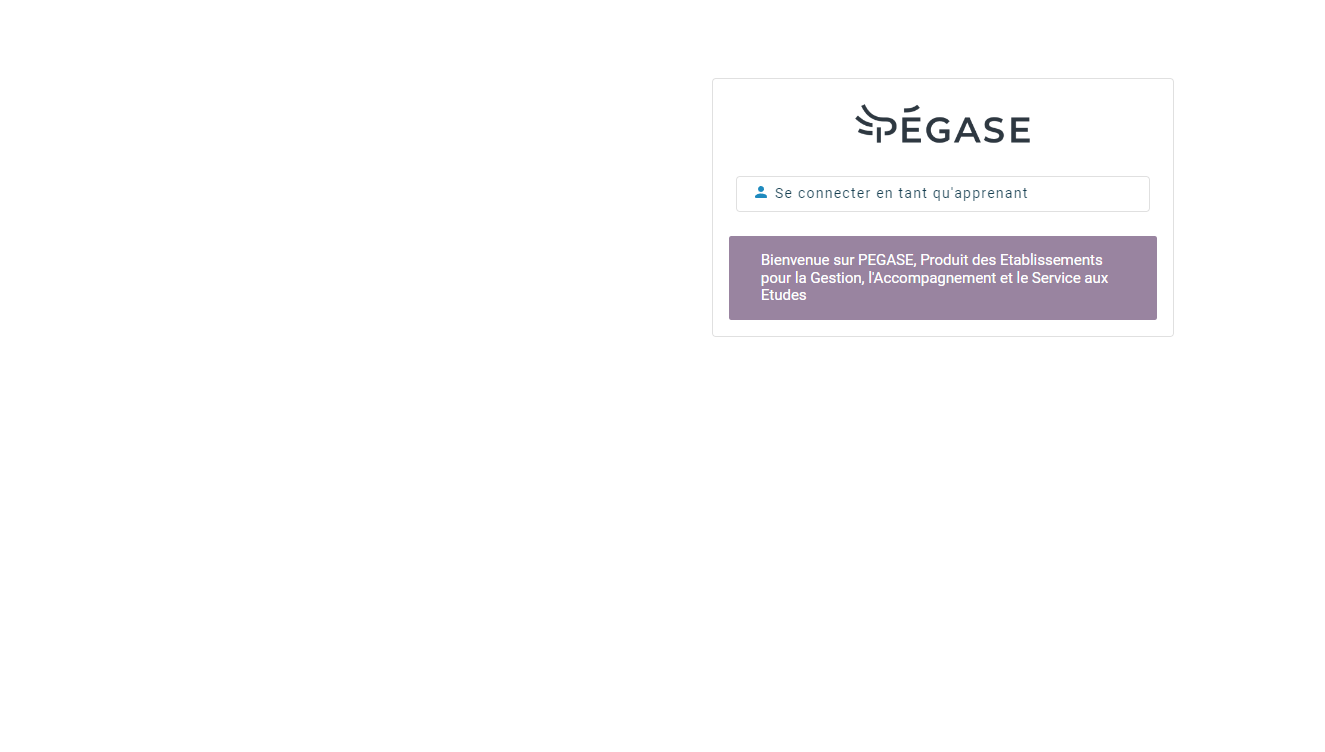 PÉGASE
Se connecter en tant qu'apprenant
Bienvenue sur PEGASE, Produit des Etablissements
pour la Gestion, l'Accompagnement et le Service aux
Etudes